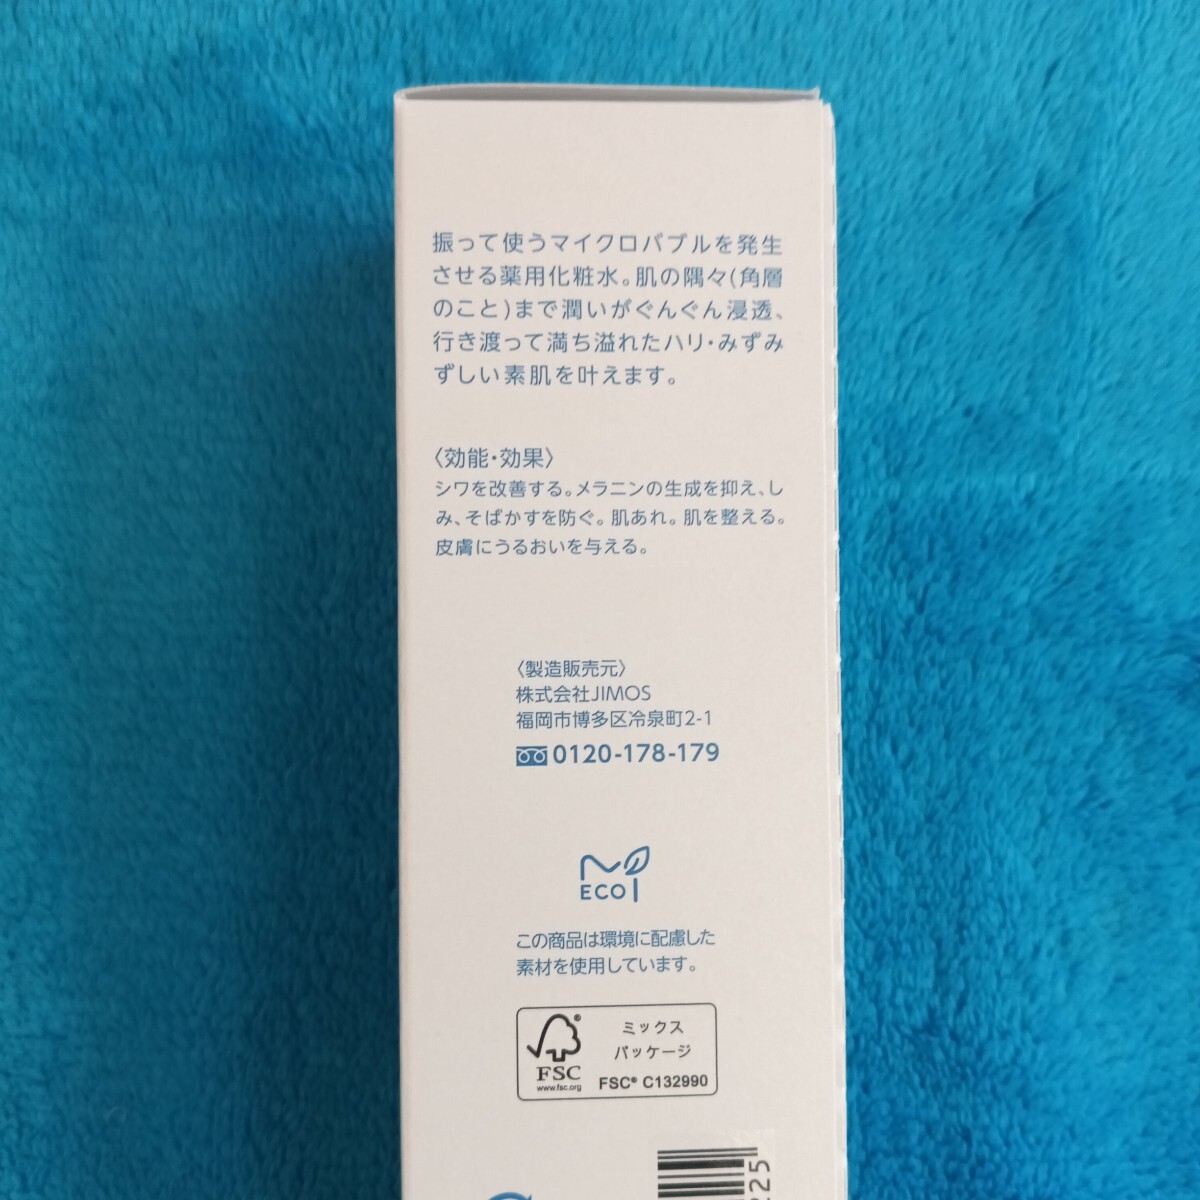 振って使うマイクロバブルを発生
させる薬用化粧水。肌の隅々(角層
のこと)まで潤いがぐんぐん浸透、
行き渡って満ち溢れたハリ・みずみ
ずしい素肌を叶えます。
〈効能・効果〉
シワを改善する。メラニンの生成を抑え、し
み、そばかすを防ぐ。肌あれ。肌を整える。
皮膚にうるおいを与える。
〈製造販売元〉
株式会社JIMOS
福岡市博多区冷泉町2-1
0120-178-179
ECO
この商品は環境に配慮した
素材を使用しています。
FSC
www.fsc.org
ミックス
パッケージ
FSC® C132990